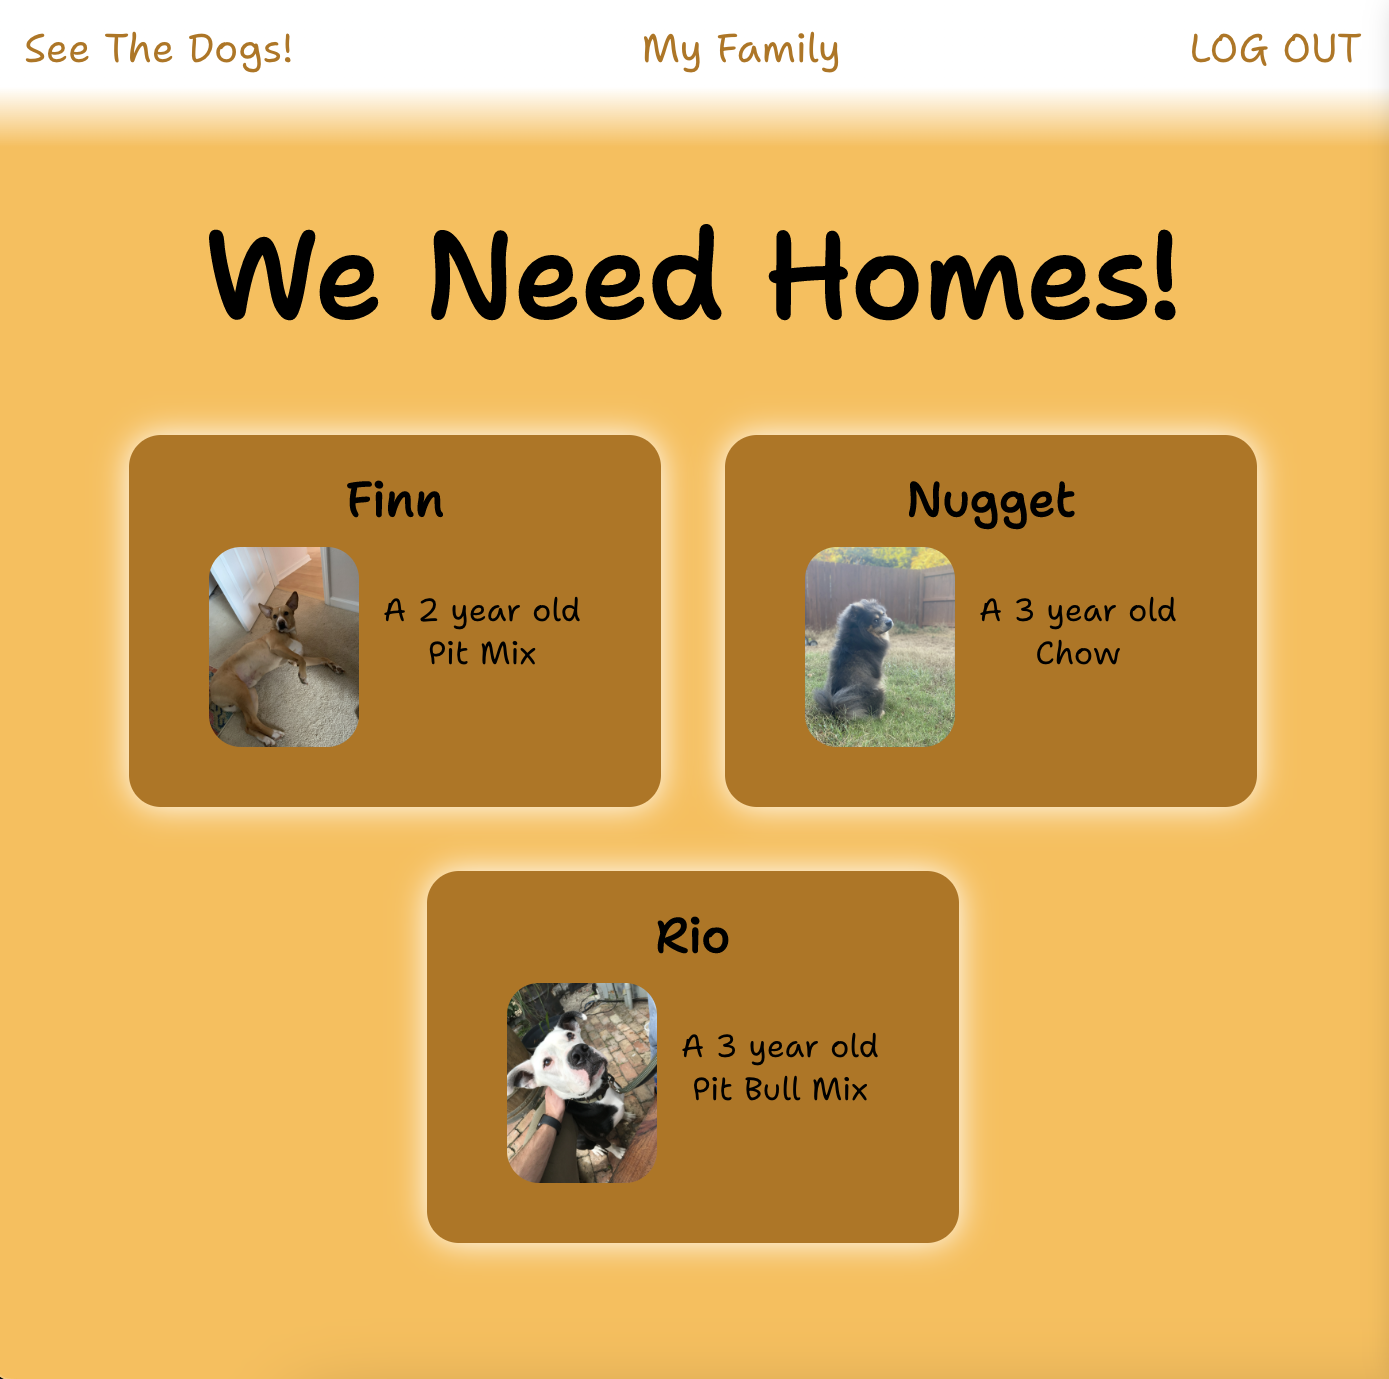 See The Dogs!
My Family
LOG OUT
We Need Homes!
Finn
A 2 year old
Pit Mix
Nugget
A 3 year old
Chow
Rio
A 3 year old
Pit Bull Mix